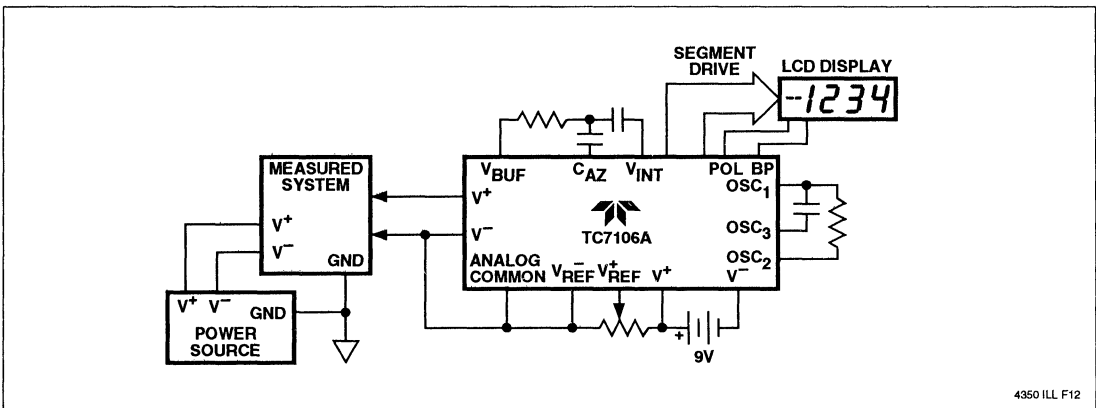 SEGMENT
DRIVE
LCD DISPLAY
-1234
VBUF
CAZ
VINT
POL BP
OSC1
MEASURED
SYSTEM
V+
V-
GND
V+
V-
TC7106A
OSC3
OSC2
ANALOG
COMMON
V-REF
V+REF
V+
V-
V+
V-
GND
POWER
SOURCE
+
9V
4350 ILL F12